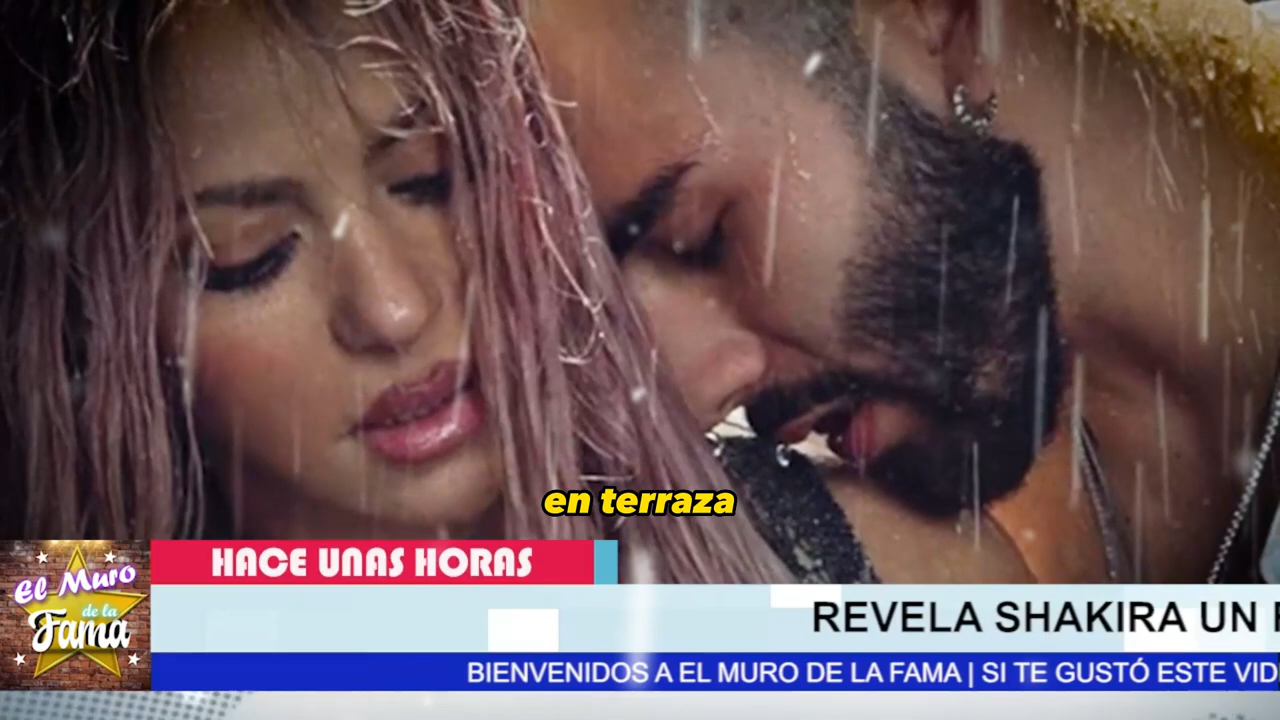 en terraza
HACE UNAS HORAS
El Muro
de la
Fama
REVELA SHAKIRA UN
BIENVENIDOS A EL MURO DE LA FAMA | SI TE GUSTÓ ESTE VID